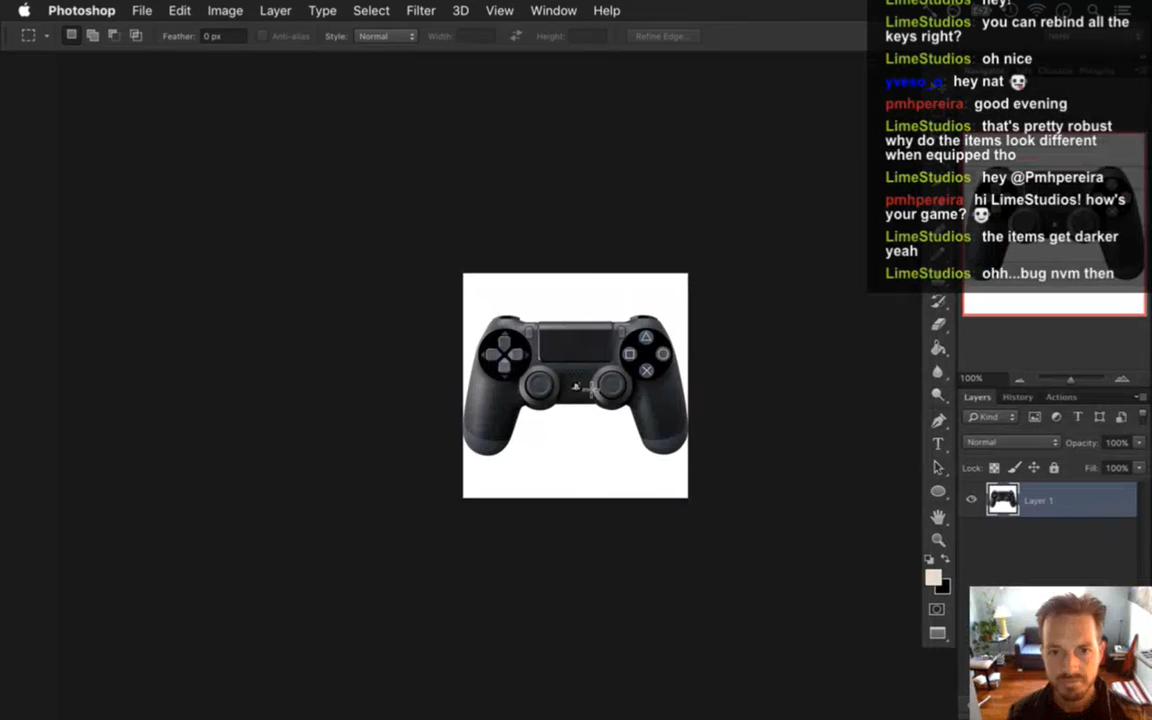 Photoshop File Edit Image Layer Type Select Filter 3D View Window Help
Feather: 0 px Anti-alias Style: Normal Width: Height: Refine Edge...
hey!
LimeStudios you can rebind all the
keys right?
LimeStudios oh nice
yveso_g: hey nat
pmhpereira: good evening
LimeStudios that's pretty robust
why do the items look different
when equipped tho
LimeStudios hey @Pmhpereira
pmhpereira: hi LimeStudios! how's
your game?
LimeStudios the items get darker
yeah
LimeStudios ohh...bug nvm then
100%
Layers History Actions
Kind
Normal Opacity: 100%
Lock: Fill: 100%
Layer 1